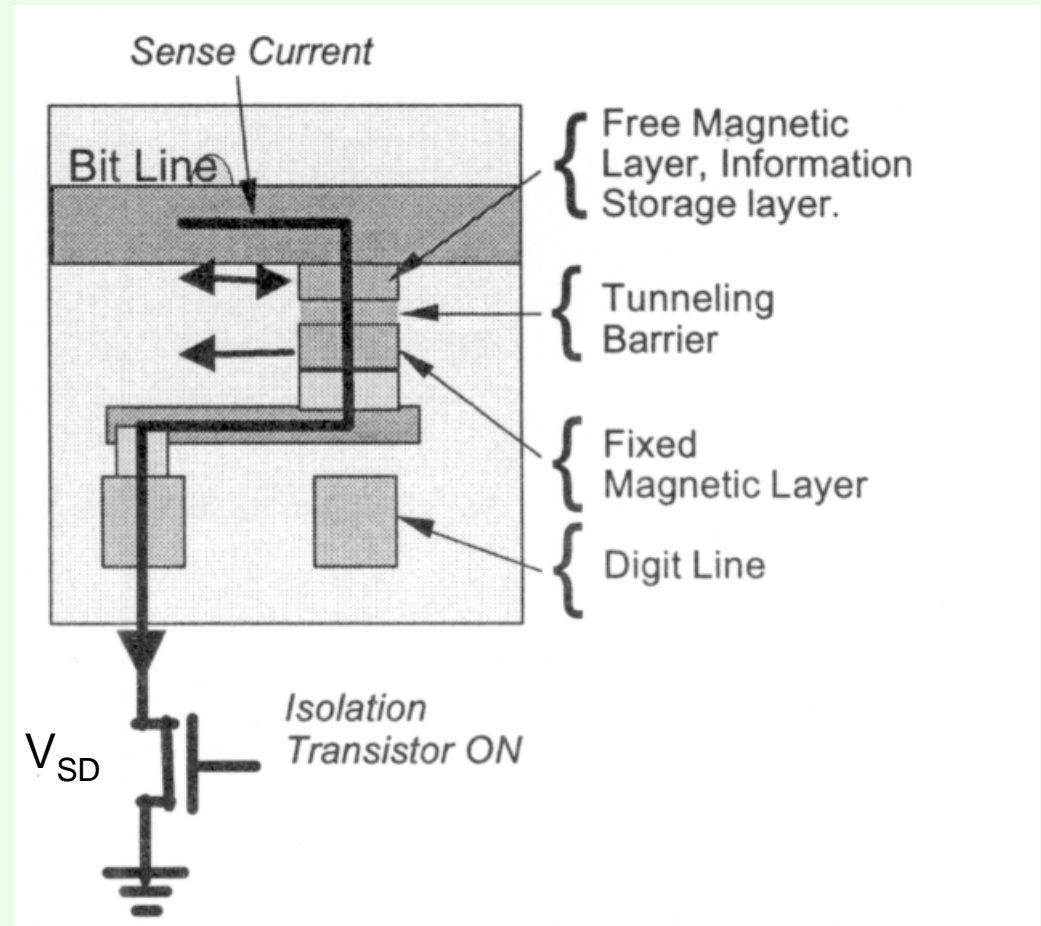 Sense Current
Bit Line
Free Magnetic
Layer, Information
Storage layer.
Tunneling
Barrier
Fixed
Magnetic Layer
Digit Line
Isolation
Transistor ON
VSD